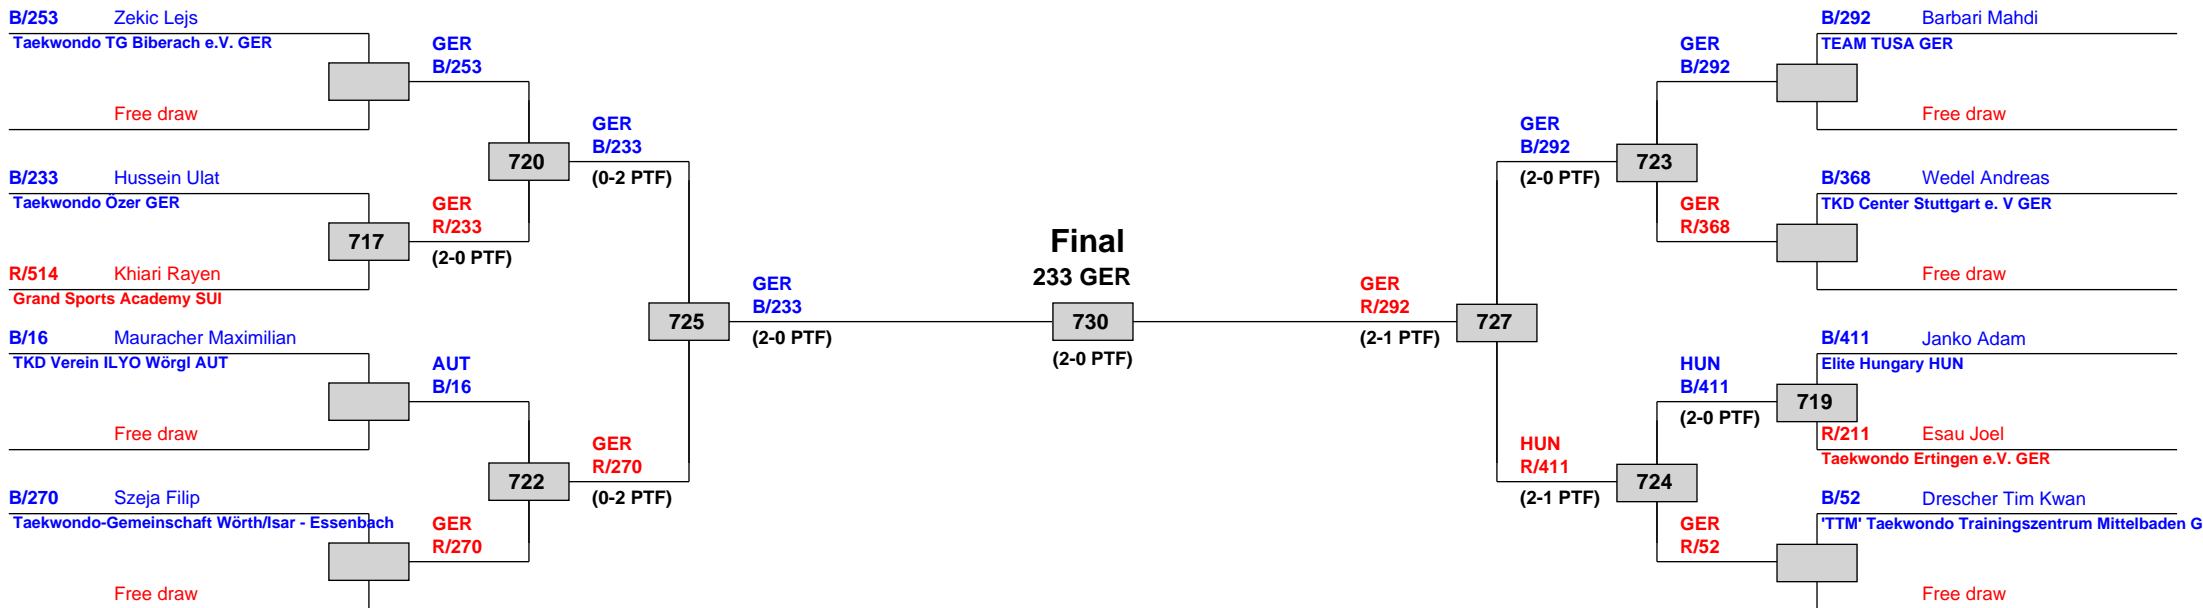 B/253 Zekic Lejs
Taekwondo TG Biberach e.V. GER
Free draw
GER
B/253
B/233 Hussein Ulat
Taekwondo Özer GER
717
R/514 Khiari Rayen
Grand Sports Academy SUI
GER
R/233
(2-0 PTF)
720
GER
B/233
(0-2 PTF)
B/16 Mauracher Maximilian
TKD Verein ILYO Wörgl AUT
Free draw
AUT
B/16
B/270 Szeja Filip
Taekwondo-Gemeinschaft Wörth/Isar - Essenbach
Free draw
GER
R/270
722
GER
R/270
(0-2 PTF)
725
GER
B/233
(2-0 PTF)
Final
233 GER
730
(2-0 PTF)
GER
R/292
(2-1 PTF)
727
GER
B/292
(2-0 PTF)
723
GER
B/292
B/292 Barbari Mahdi
TEAM TUSA GER
Free draw
GER
R/368
B/368 Wedel Andreas
TKD Center Stuttgart e. V GER
Free draw
HUN
R/411
(2-1 PTF)
724
HUN
B/411
(2-0 PTF)
719
B/411 Janko Adam
Elite Hungary HUN
R/211 Esau Joel
Taekwondo Ertingen e.V. GER
GER
R/52
B/52 Drescher Tim Kwan
'TTM' Taekwondo Trainingszentrum Mittelbaden G
Free draw